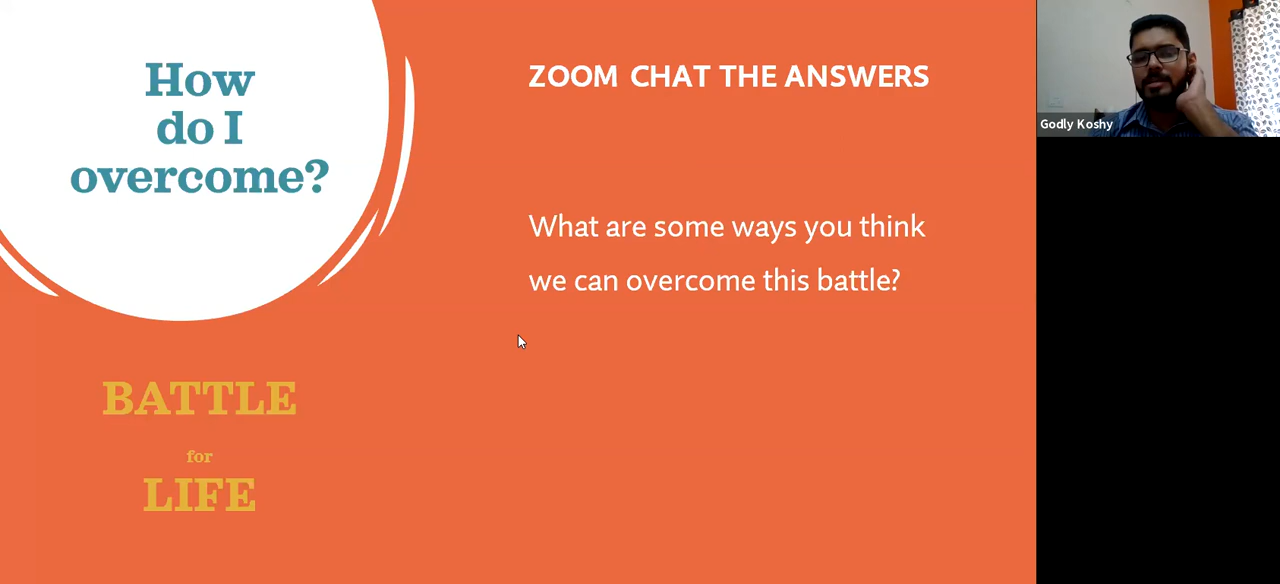 How
do I
overcome?
BATTLE
for
LIFE
ZOOM CHAT THE ANSWERS
What are some ways you think
we can overcome this battle?
Godly Koshy